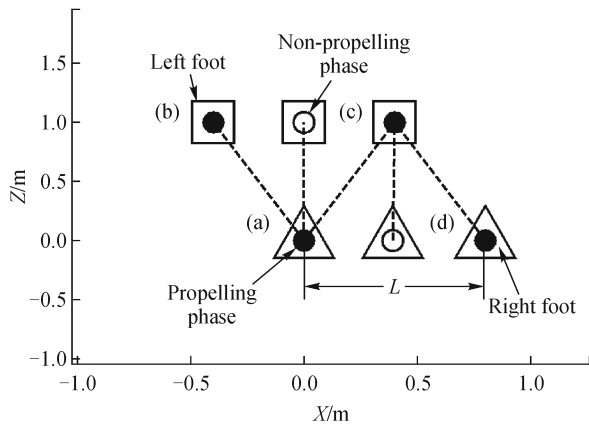 1.5
1.0
0.5
0.0
−0.5
−1.0
Z/m
Left foot
Non-propelling
phase
(b)
(c)
(a)
(d)
Propelling
phase
L
Right foot
−1.0
−0.5
0.0
0.5
1.0
X/m